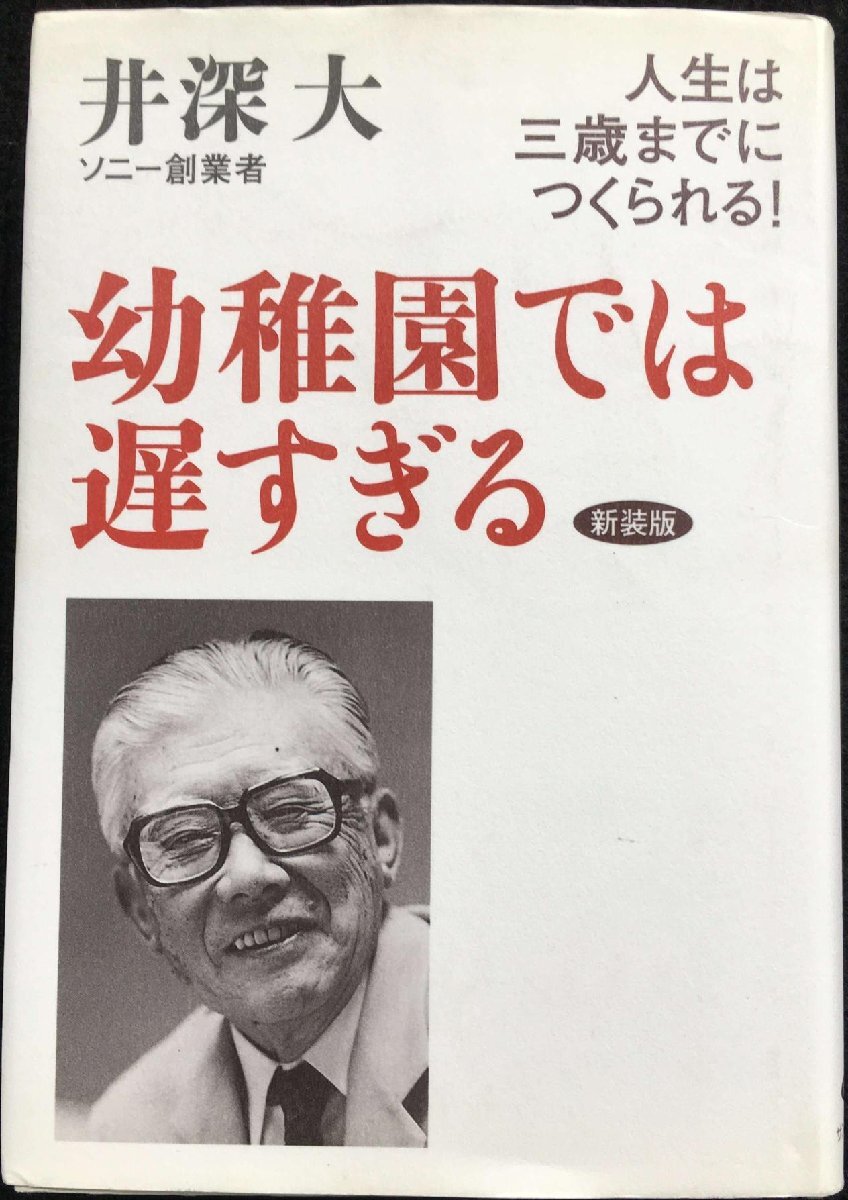 井深 大
ソニー創業者
人生は
三歳までに
つくられる!
幼稚園では
遅すぎる
新装版